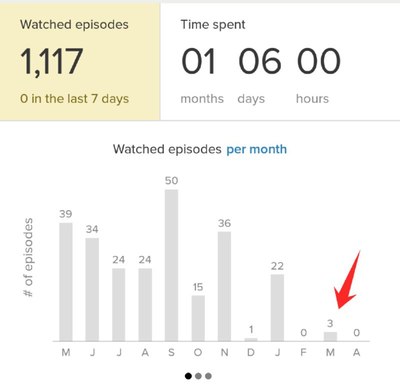 Watched episodes Time spent
1,117 01 06 00
0 in the last 7 days months days hours
Watched episodes per month
# of episodes
39 34 24 24 50 15 36 1 22 0 3 0
M J J A S O N D J F M A